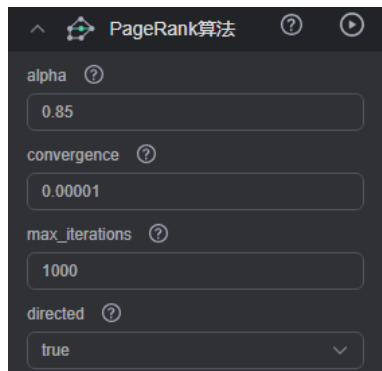 PageRank算法
alpha
0.85
convergence
0.00001
max_iterations
1000
directed
true